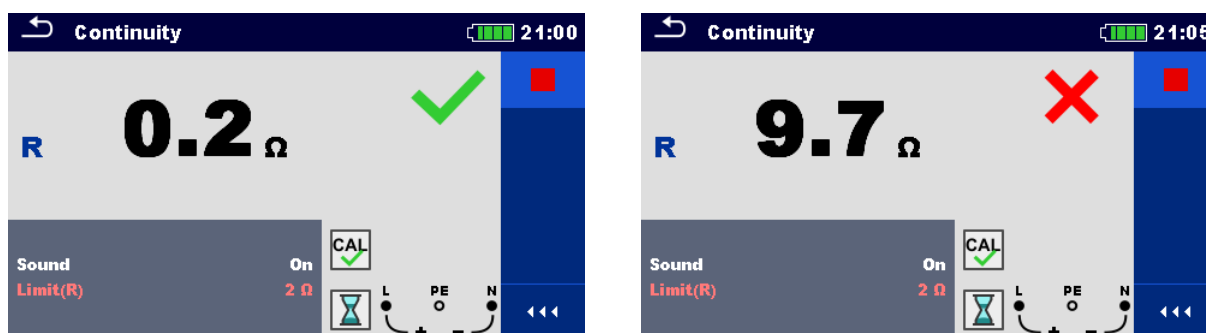 Continuity 21:00
R 0.2 Ω
CAL
Sound On
Limit(R) 2 Ω
L PE N
+ -
Continuity 21:05
R 9.7 Ω
CAL
Sound On
Limit(R) 2 Ω
L PE N
+ -